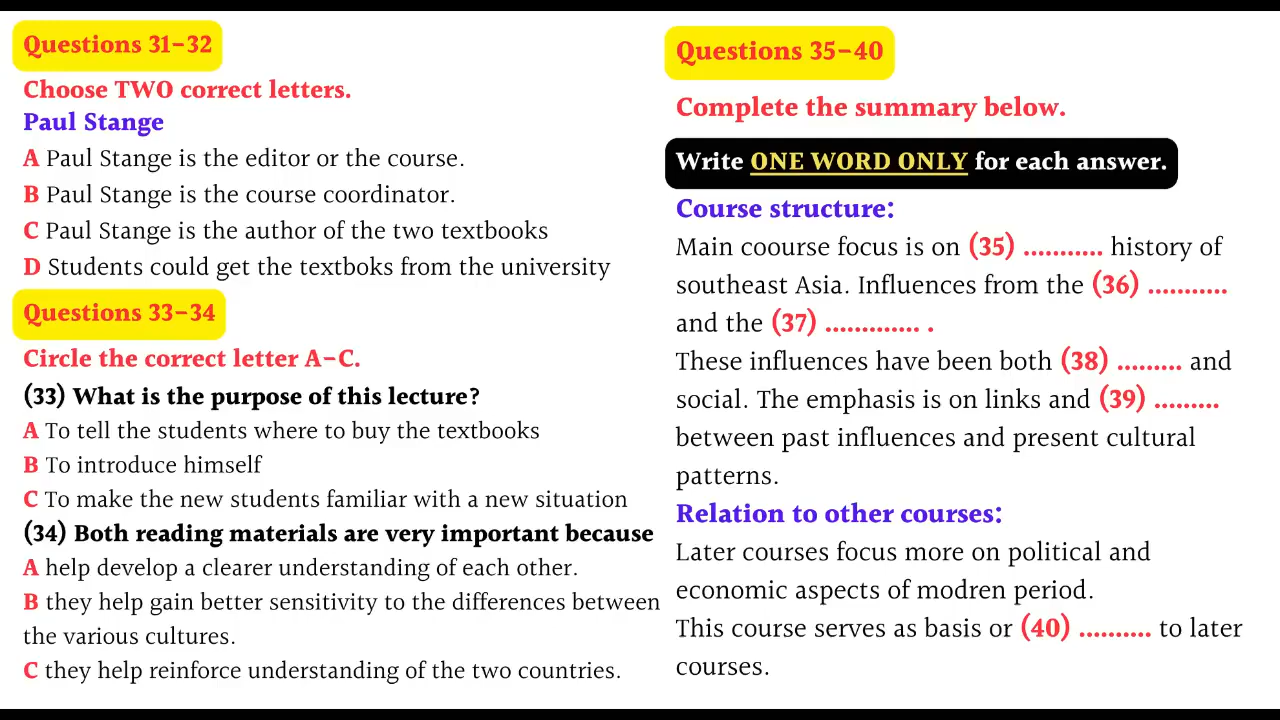 Questions 31-32
Choose TWO correct letters.
Paul Stange
A Paul Stange is the editor or the course.
B Paul Stange is the course coordinator.
C Paul Stange is the author of the two textbooks
D Students could get the textboks from the university
Questions 33-34
Circle the correct letter A-C.
(33) What is the purpose of this lecture?
A To tell the students where to buy the textbooks
B To introduce himself
C To make the new students familiar with a new situation
(34) Both reading materials are very important because
A help develop a clearer understanding of each other.
B they help gain better sensitivity to the differences between
the various cultures.
C they help reinforce understanding of the two countries.
Questions 35-40
Complete the summary below.
Write ONE WORD ONLY for each answer.
Course structure:
Main coourse focus is on (35) ........... history of
southeast Asia. Influences from the (36) ...........
and the (37) ............. .
These influences have been both (38) ......... and
social. The emphasis is on links and (39) .........
between past influences and present cultural
patterns.
Relation to other courses:
Later courses focus more on political and
economic aspects of modren period.
This course serves as basis or (40) .......... to later
courses.